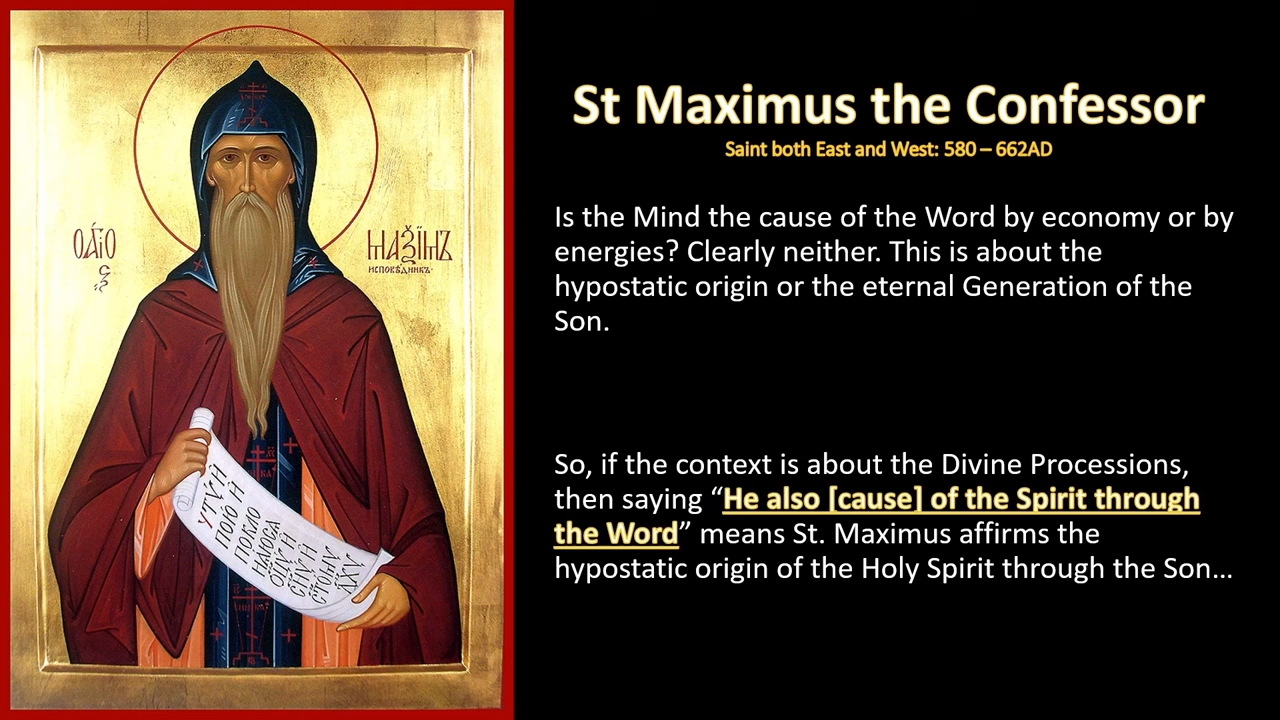 St Maximus the Confessor
Saint both East and West: 580 – 662AD
Is the Mind the cause of the Word by economy or by
energies? Clearly neither. This is about the
hypostatic origin or the eternal Generation of the
Son.
So, if the context is about the Divine Processions,
then saying “He also [cause] of the Spirit through
the Word” means St. Maximus affirms the
hypostatic origin of the Holy Spirit through the Son…